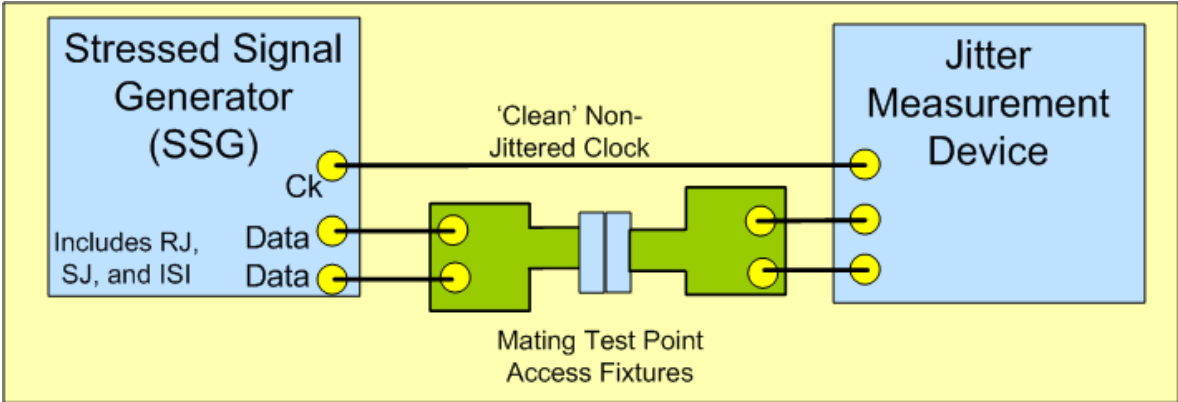 Stressed Signal
Generator
(SSG)
Ck
Includes RJ,
SJ, and ISI
Data
Data
‘Clean’ Non-
Jittered Clock
Mating Test Point
Access Fixtures
Jitter
Measurement
Device